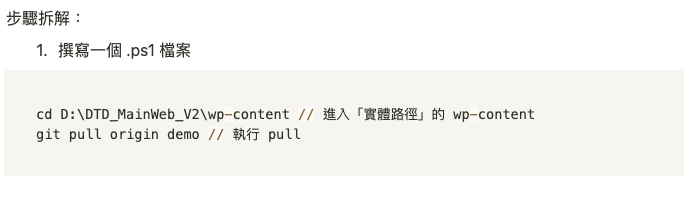 步驟拆解：
1. 撰寫一個 .ps1 檔案
cd D:\DTD_MainWeb_V2\wp-content // 進入「實體路徑」的 wp-content
git pull origin demo // 執行 pull